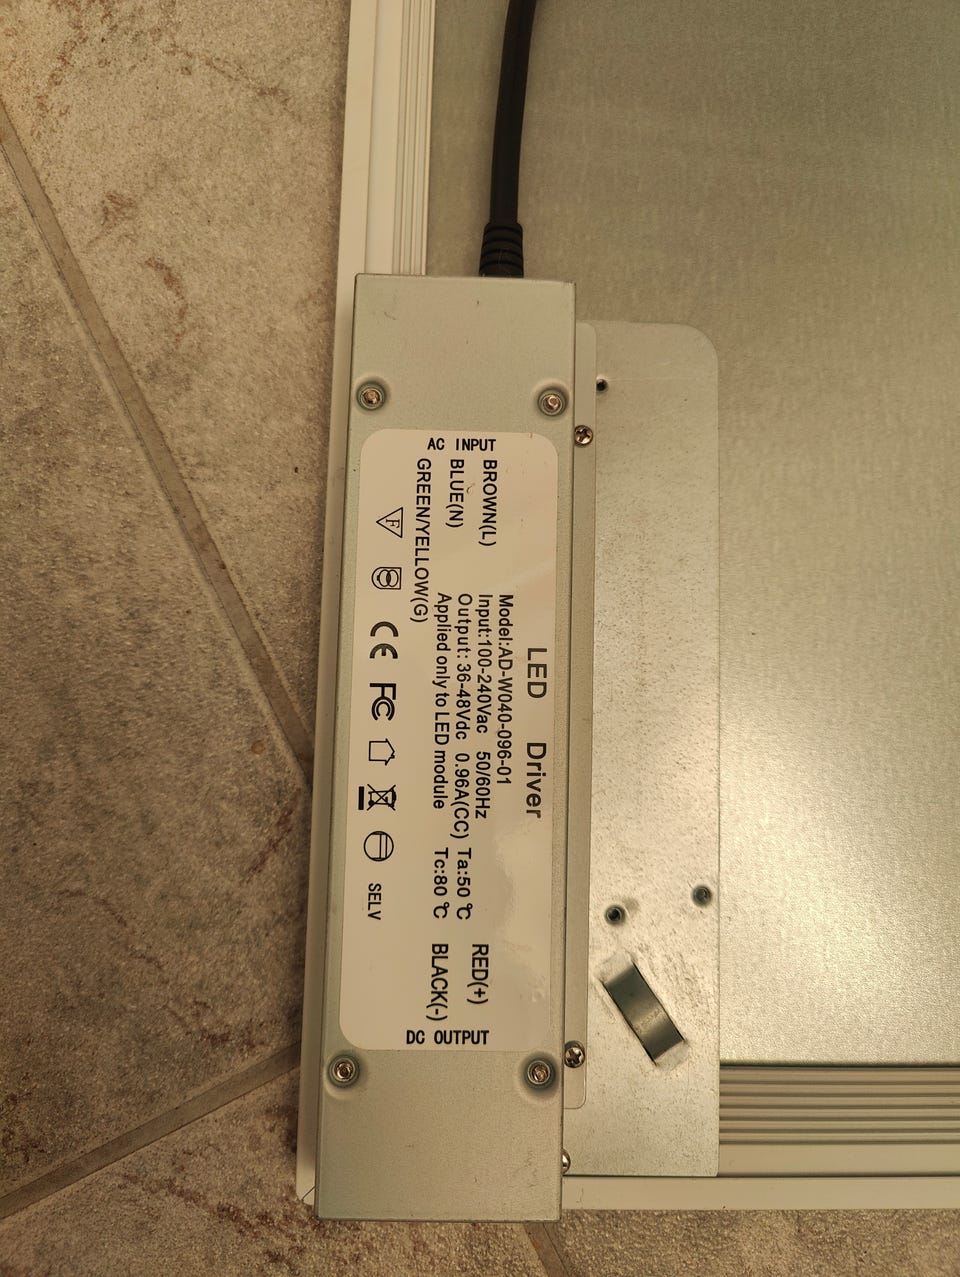 LED Driver
AC INPUT
BROWN(L)
BLUE(N)
GREEN/YELLOW(G)
Model:AD-W040-096-01
Input:100-240Vac 50/60Hz
Output: 36-48Vdc 0.96A(CC) Ta:50 ℃
Applied only to LED module Tc:80 ℃
RED(+)
BLACK(-)
DC OUTPUT
F CE FC SELV